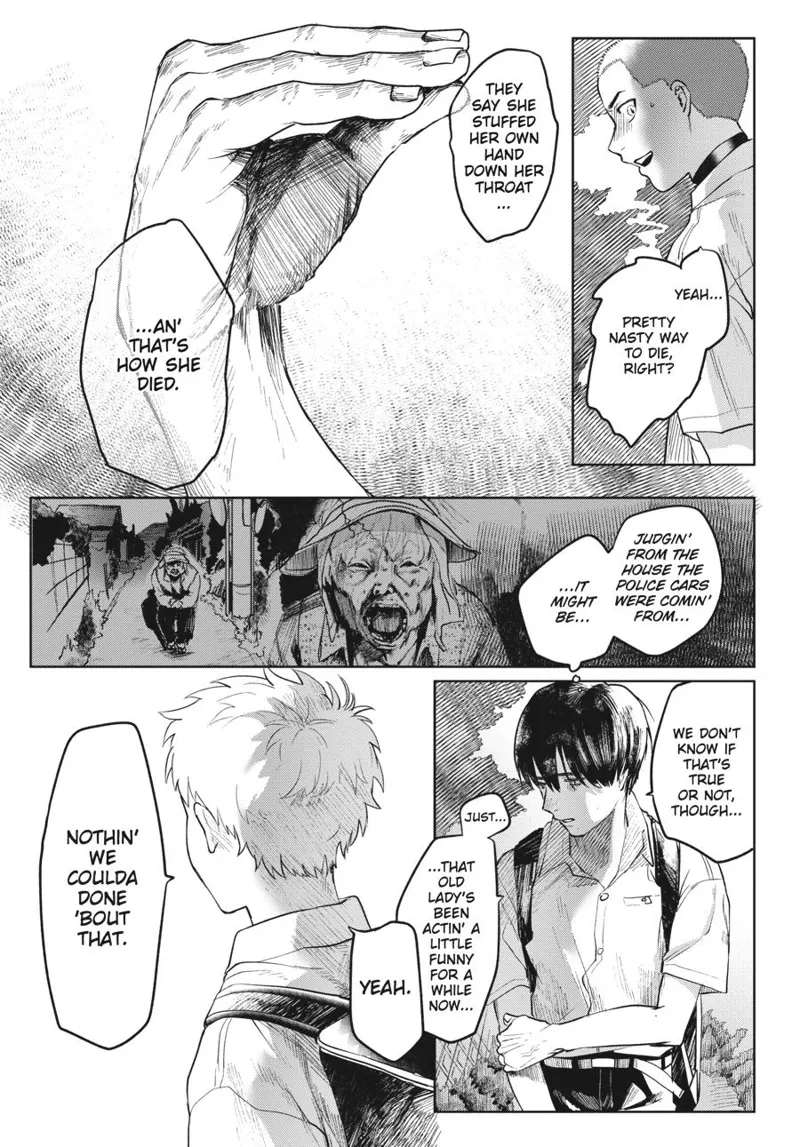 YEAH...
PRETTY
NASTY WAY
TO DIE,
RIGHT?
THEY
SAY SHE
STUFFED
HER OWN
HAND
DOWN HER
THROAT
...
...AN'
THAT'S
HOW SHE
DIED.
JUDGIN'
FROM THE
HOUSE THE
POLICE CARS
WERE COMIN'
FROM...
...IT
MIGHT
BE...
WE DON'T
KNOW IF
THAT'S
TRUE
OR NOT,
THOUGH...
JUST...
...THAT
OLD
LADY'S
BEEN
ACTIN' A
LITTLE
FUNNY
FOR A
WHILE
NOW...
YEAH.
NOTHIN'
WE
COULDA
DONE
'BOUT
THAT.